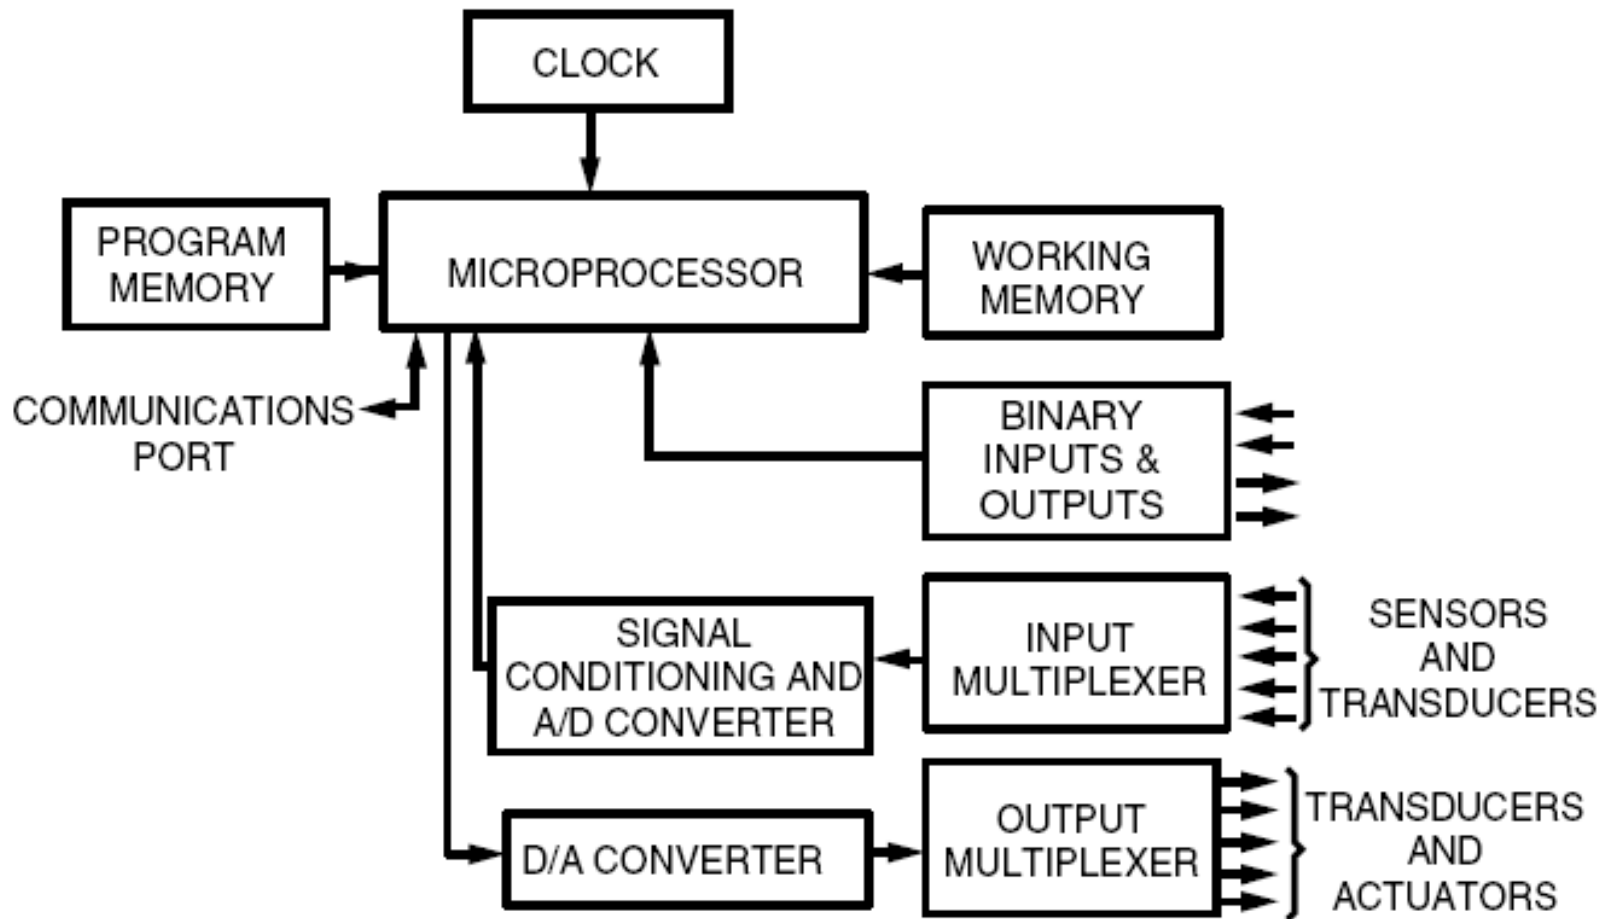 CLOCK
PROGRAM
MEMORY
MICROPROCESSOR
WORKING
MEMORY
COMMUNICATIONS
PORT
BINARY
INPUTS &
OUTPUTS
SIGNAL
CONDITIONING AND
A/D CONVERTER
INPUT
MULTIPLEXER
SENSORS
AND
TRANSDUCERS
D/A CONVERTER
OUTPUT
MULTIPLEXER
TRANSDUCERS
AND
ACTUATORS